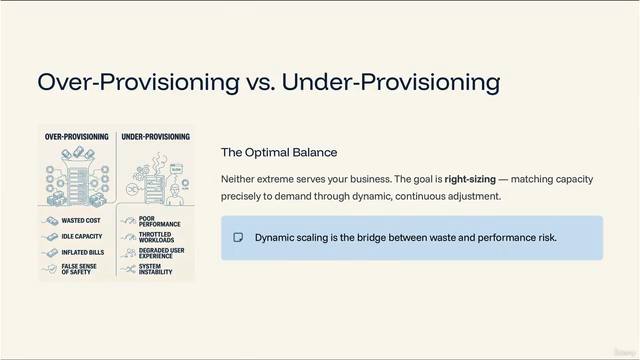 Over-Provisioning vs. Under-Provisioning
OVER-PROVISIONING
UNDER-PROVISIONING
WASTED COST
IDLE CAPACITY
INFLATED BILLS
FALSE SENSE
OF SAFETY
POOR
PERFORMANCE
THROTTLED
WORKLOADS
DEGRADED USER
EXPERIENCE
SYSTEM
INSTABILITY
The Optimal Balance
Neither extreme serves your business. The goal is right-sizing — matching capacity
precisely to demand through dynamic, continuous adjustment.
Dynamic scaling is the bridge between waste and performance risk.